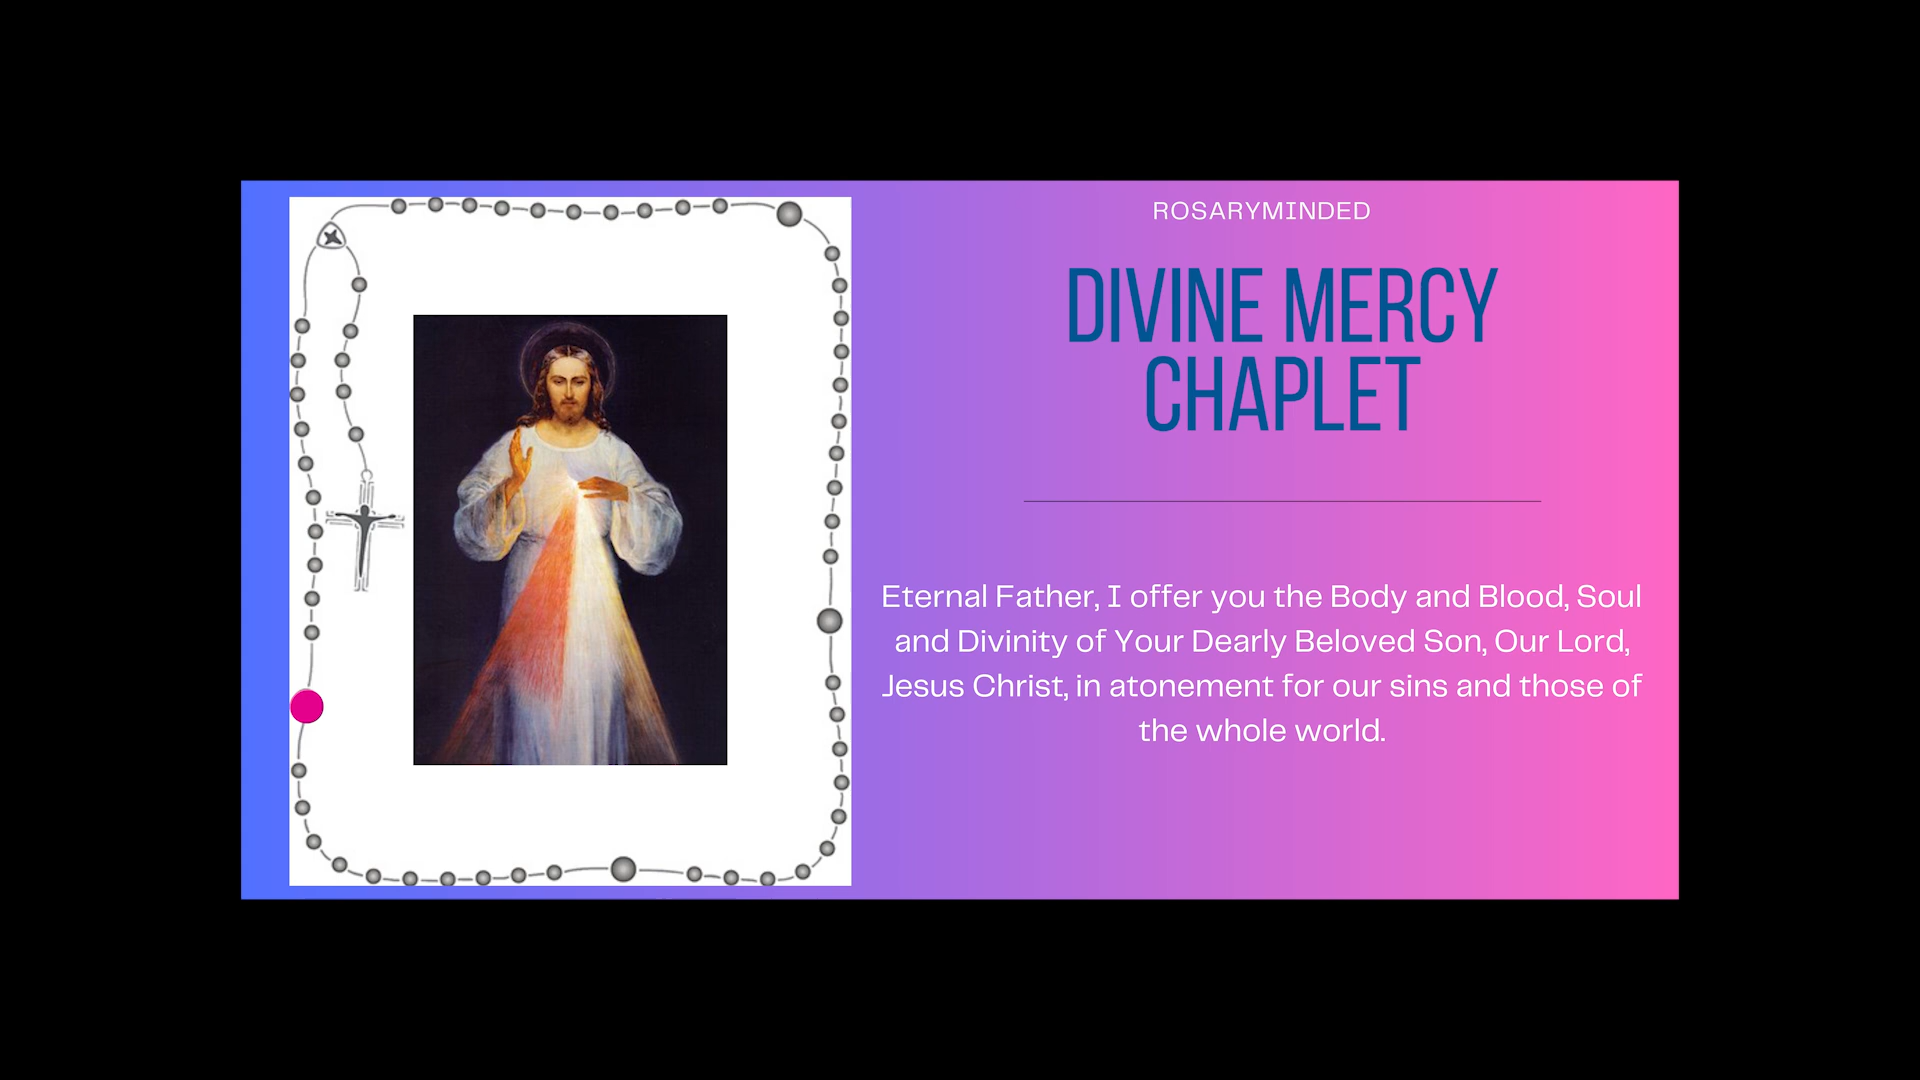 ROSARYMINDED
DIVINE MERCY
CHAPLET
Eternal Father, I offer you the Body and Blood, Soul
and Divinity of Your Dearly Beloved Son, Our Lord,
Jesus Christ, in atonement for our sins and those of
the whole world.